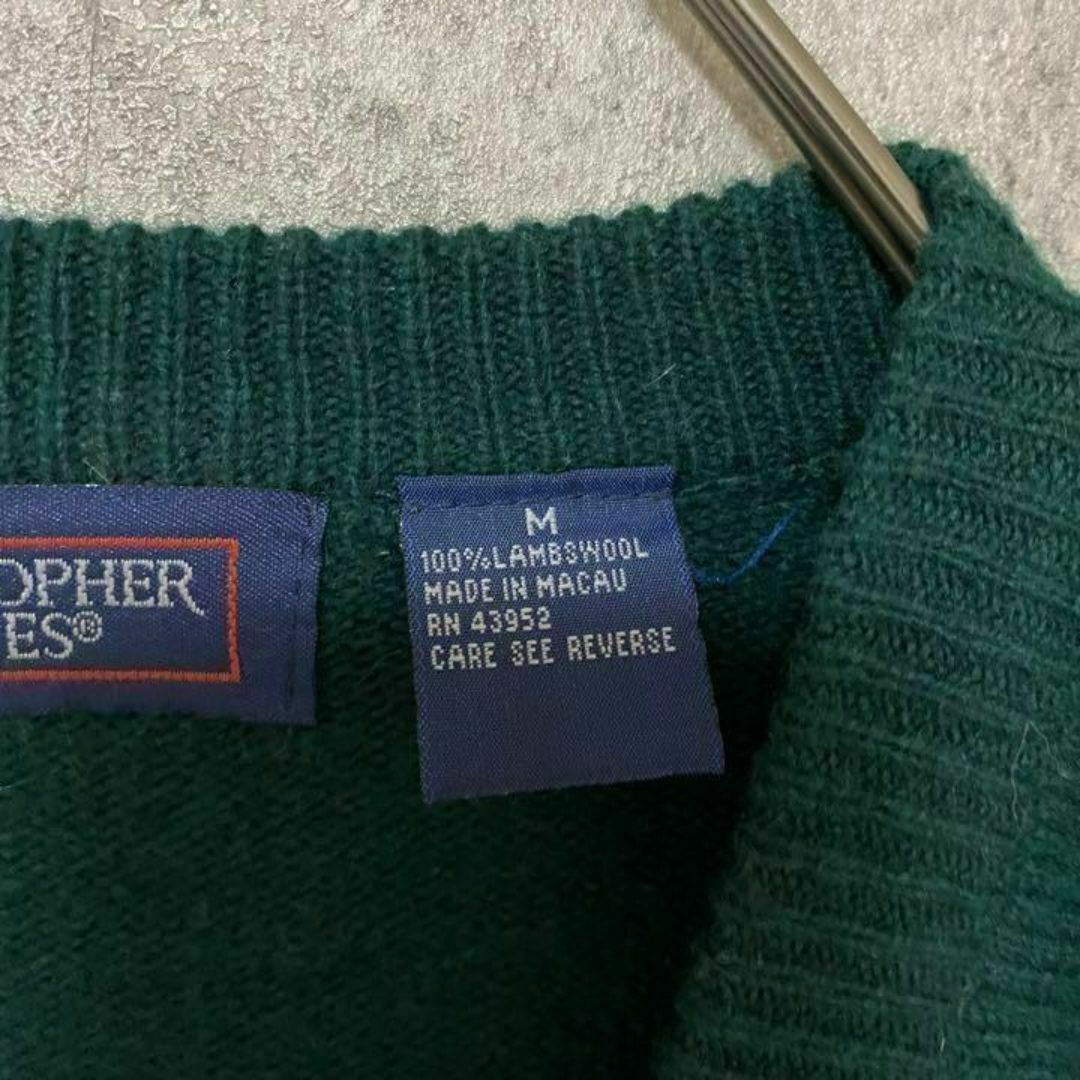 OPHER
ES®
M
100%LAMBSWOOL
MADE IN MACAU
RN 43952
CARE SEE REVERSE